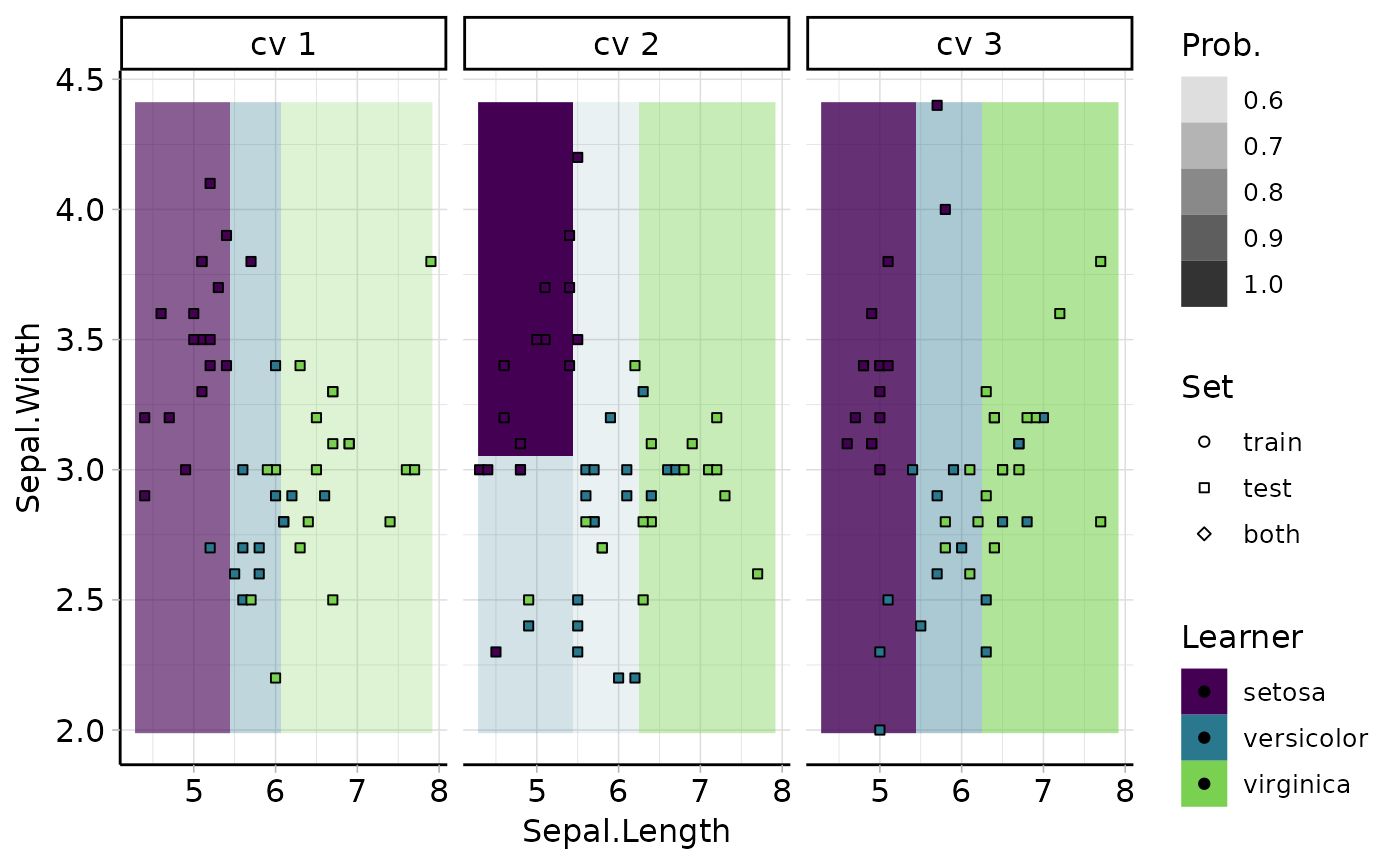 cv 1
cv 2
cv 3
4.5
4.0
3.5
3.0
2.5
2.0
Sepal.Width
5 6 7 8
5 6 7 8
5 6 7 8
Sepal.Length
Prob.
0.6
0.7
0.8
0.9
1.0
Set
train
test
both
Learner
setosa
versicolor
virginica